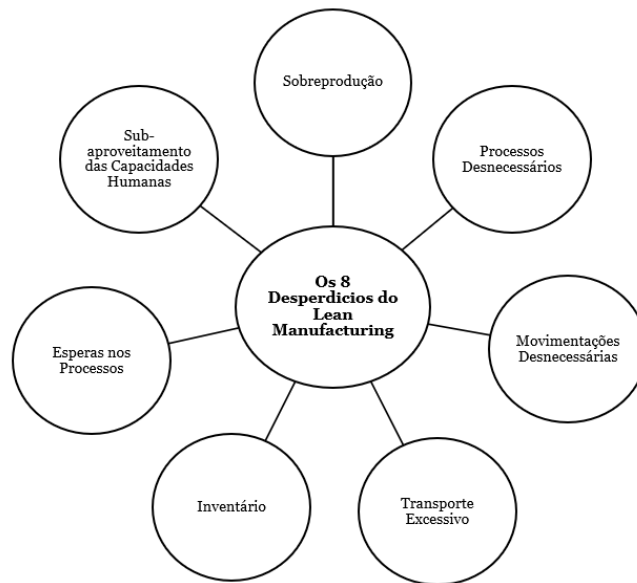 Sobreprodução
Sub-
aproveitamento
das Capacidades
Humanas
Processos
Desnecessários
Os 8
Desperdicios do
Lean
Manufacturing
Esperas nos
Processos
Movimentações
Desnecessárias
Inventário
Transporte
Excessivo